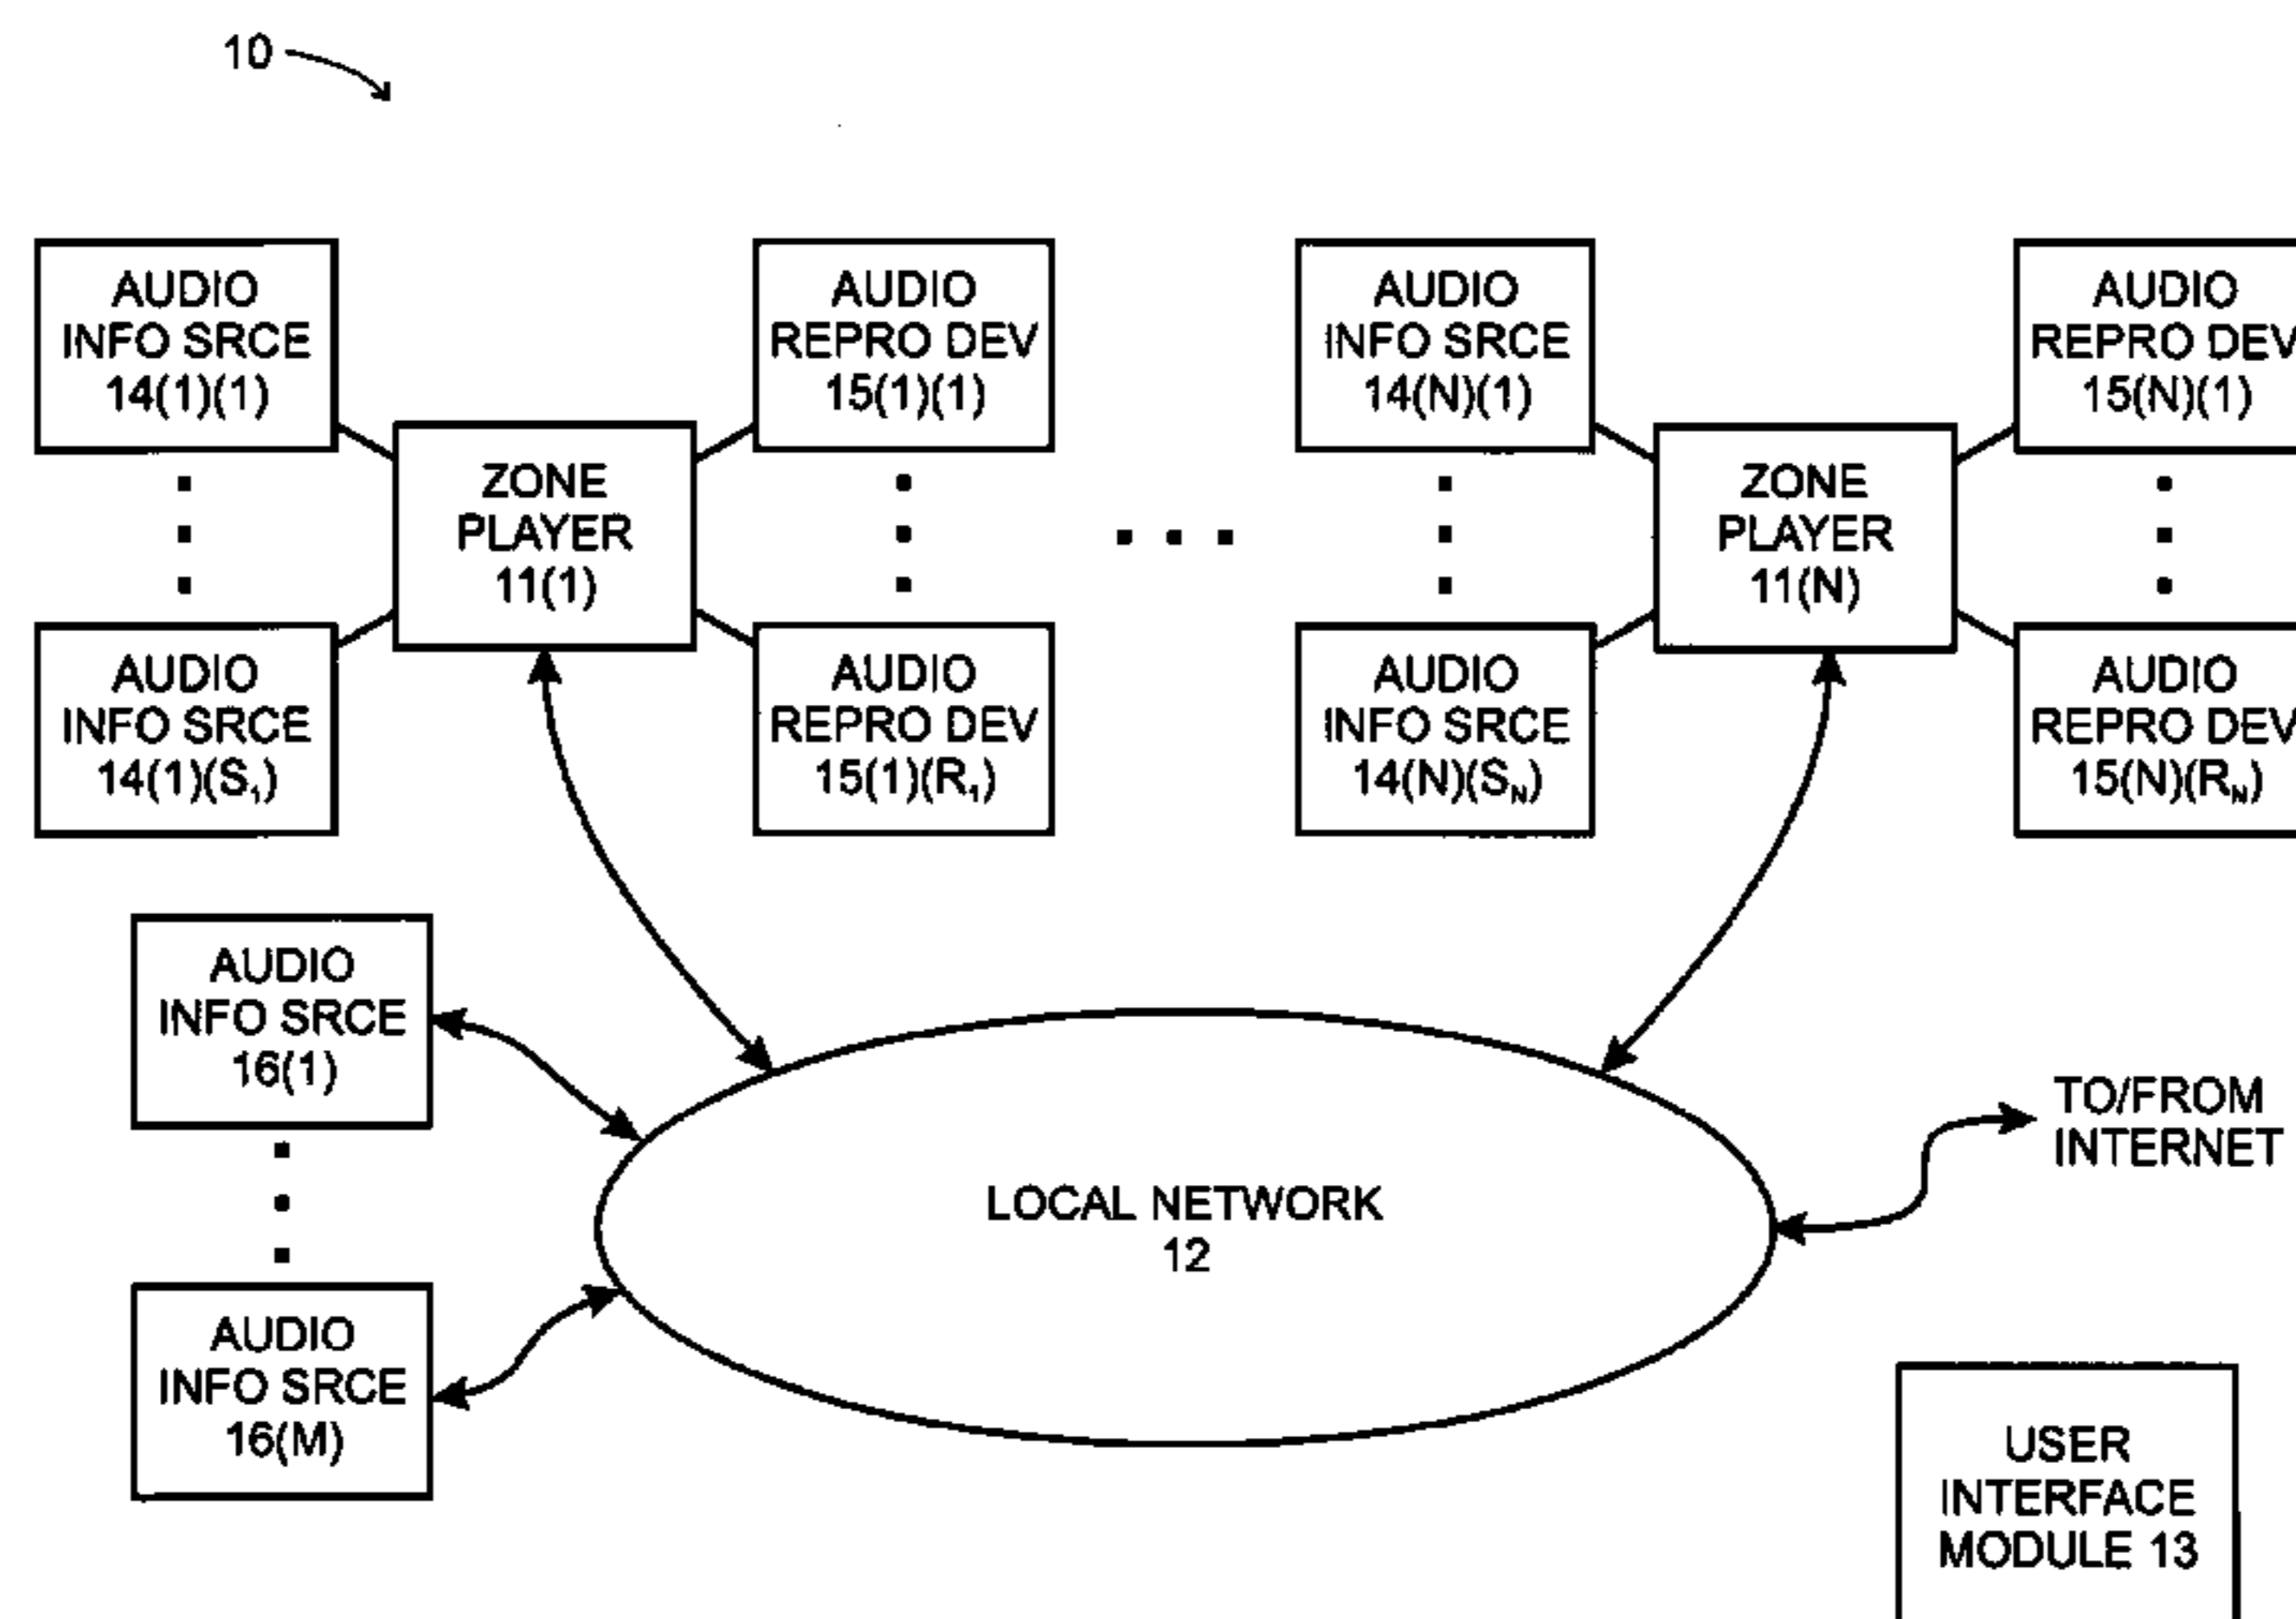 10
AUDIO
INFO SRCE
14(1)(1)
AUDIO
REPRO DEV
15(1)(1)
AUDIO
INFO SRCE
14(N)(1)
AUDIO
REPRO DEV
15(N)(1)
ZONE
PLAYER
11(1)
ZONE
PLAYER
11(N)
AUDIO
INFO SRCE
14(1)(S₁)
AUDIO
REPRO DEV
15(1)(R₁)
AUDIO
INFO SRCE
14(N)(S_N)
AUDIO
REPRO DEV
15(N)(R_N)
AUDIO
INFO SRCE
16(1)
TO/FROM
INTERNET
LOCAL NETWORK
12
AUDIO
INFO SRCE
16(M)
USER
INTERFACE
MODULE 13